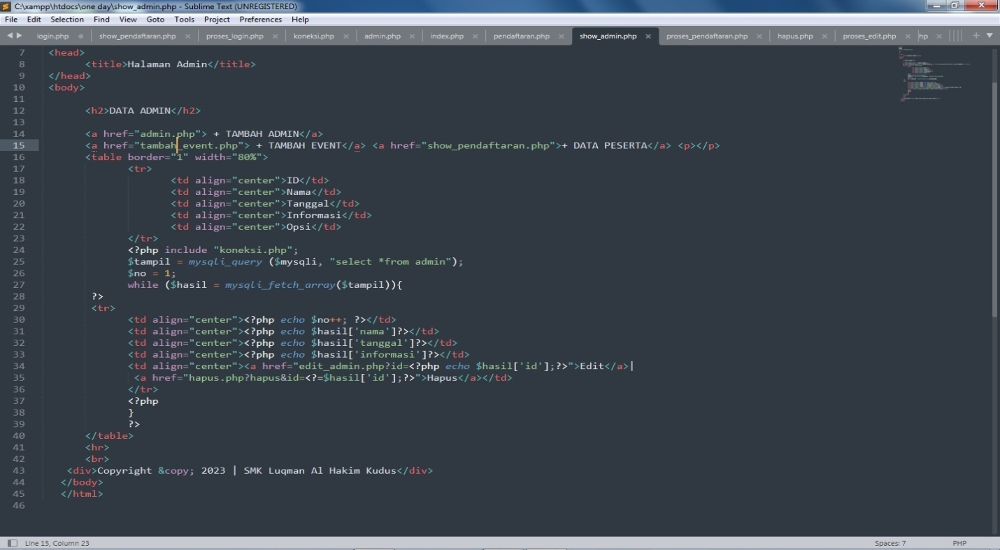 C:\xampp\htdocs\one day\show_admin.php - Sublime Text (UNREGISTERED)
File Edit Selection Find View Goto Tools Project Preferences Help
login.php show_pendaftaran.php proses_login.php koneksi.php admin.php index.php pendaftaran.php show_admin.php proses_pendaftaran.php hapus.php proses_edit.php hp
7 <head>
8 <title>Halaman Admin</title>
9 </head>
10 <body>
11
12 <h2>DATA ADMIN</h2>
13
14 <a href="admin.php"> + TAMBAH ADMIN</a>
15 <a href="tambah_event.php"> + TAMBAH EVENT</a> <a href="show_pendaftaran.php">+ DATA PESERTA</a> <p></p>
16 <table border="1" width="80%">
17 <tr>
18 <td align="center">ID</td>
19 <td align="center">Nama</td>
20 <td align="center">Tanggal</td>
21 <td align="center">Informasi</td>
22 <td align="center">Opsi</td>
23 </tr>
24 <?php include "koneksi.php";
25 $tampil = mysqli_query ($mysqli, "select *from admin");
26 $no = 1;
27 while ($hasil = mysqli_fetch_array($tampil)){
28 ?>
29 <tr>
30 <td align="center"><?php echo $no++; ?></td>
31 <td align="center"><?php echo $hasil['nama']?></td>
32 <td align="center"><?php echo $hasil['tanggal']?></td>
33 <td align="center"><?php echo $hasil['informasi']?></td>
34 <td align="center"><a href="edit_admin.php?id=<?php echo $hasil['id'];?>">Edit</a>|
35 <a href="hapus.php?hapus&id=<?=$hasil['id'];?>">Hapus</a></td>
36 </tr>
37 <?php
38 }
39 ?>
40 </table>
41 <hr>
42 <br>
43 <div>Copyright &copy; 2023 | SMK Luqman Al Hakim Kudus</div>
44 </body>
45 </html>
46
Line 15, Column 23 Spaces: 7 PHP